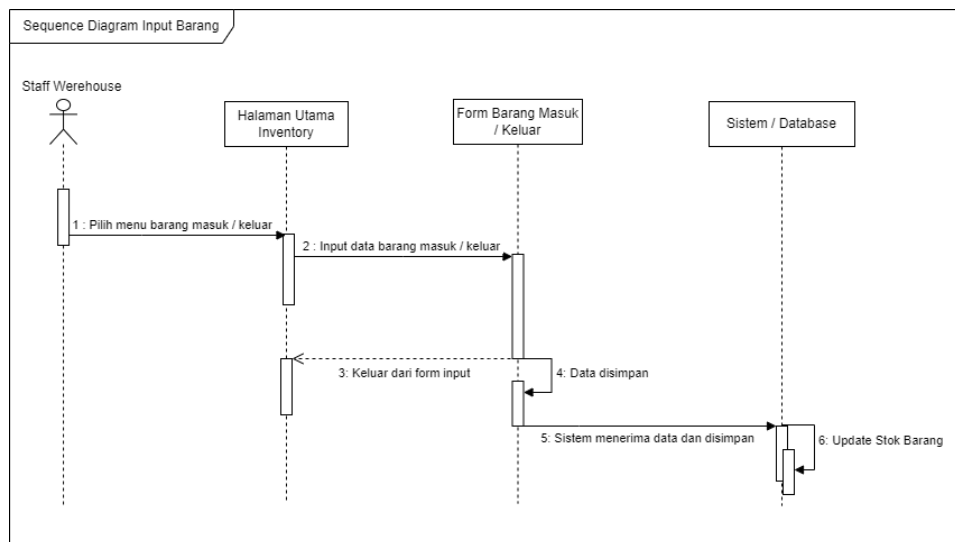 Sequence Diagram Input Barang
Staff Werehouse
Halaman Utama
Inventory
Form Barang Masuk
/ Keluar
Sistem / Database
1 : Pilih menu barang masuk / keluar
2 : Input data barang masuk / keluar
3: Keluar dari form input
4: Data disimpan
5: Sistem menerima data dan disimpan
6: Update Stok Barang